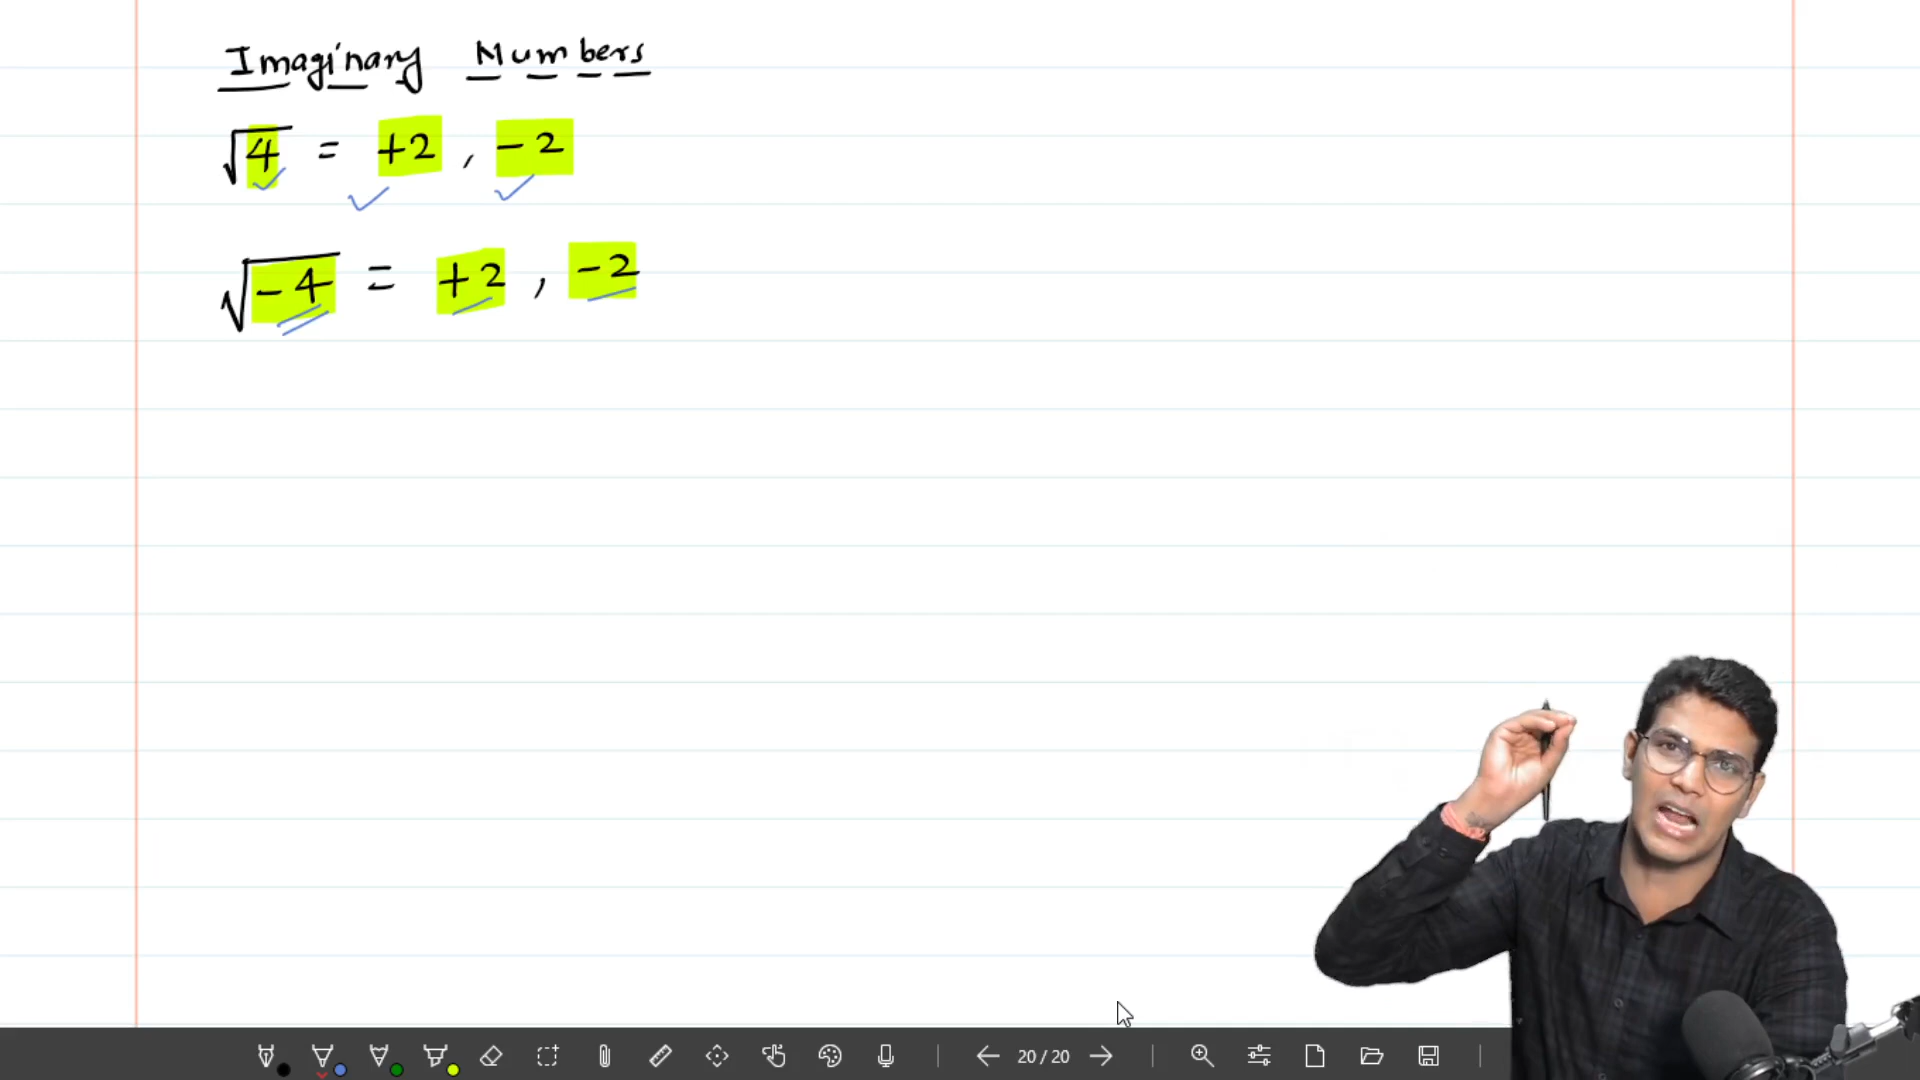 Imaginary Numbers
√4 = +2 , -2
√-4 = +2 , -2
20 / 20